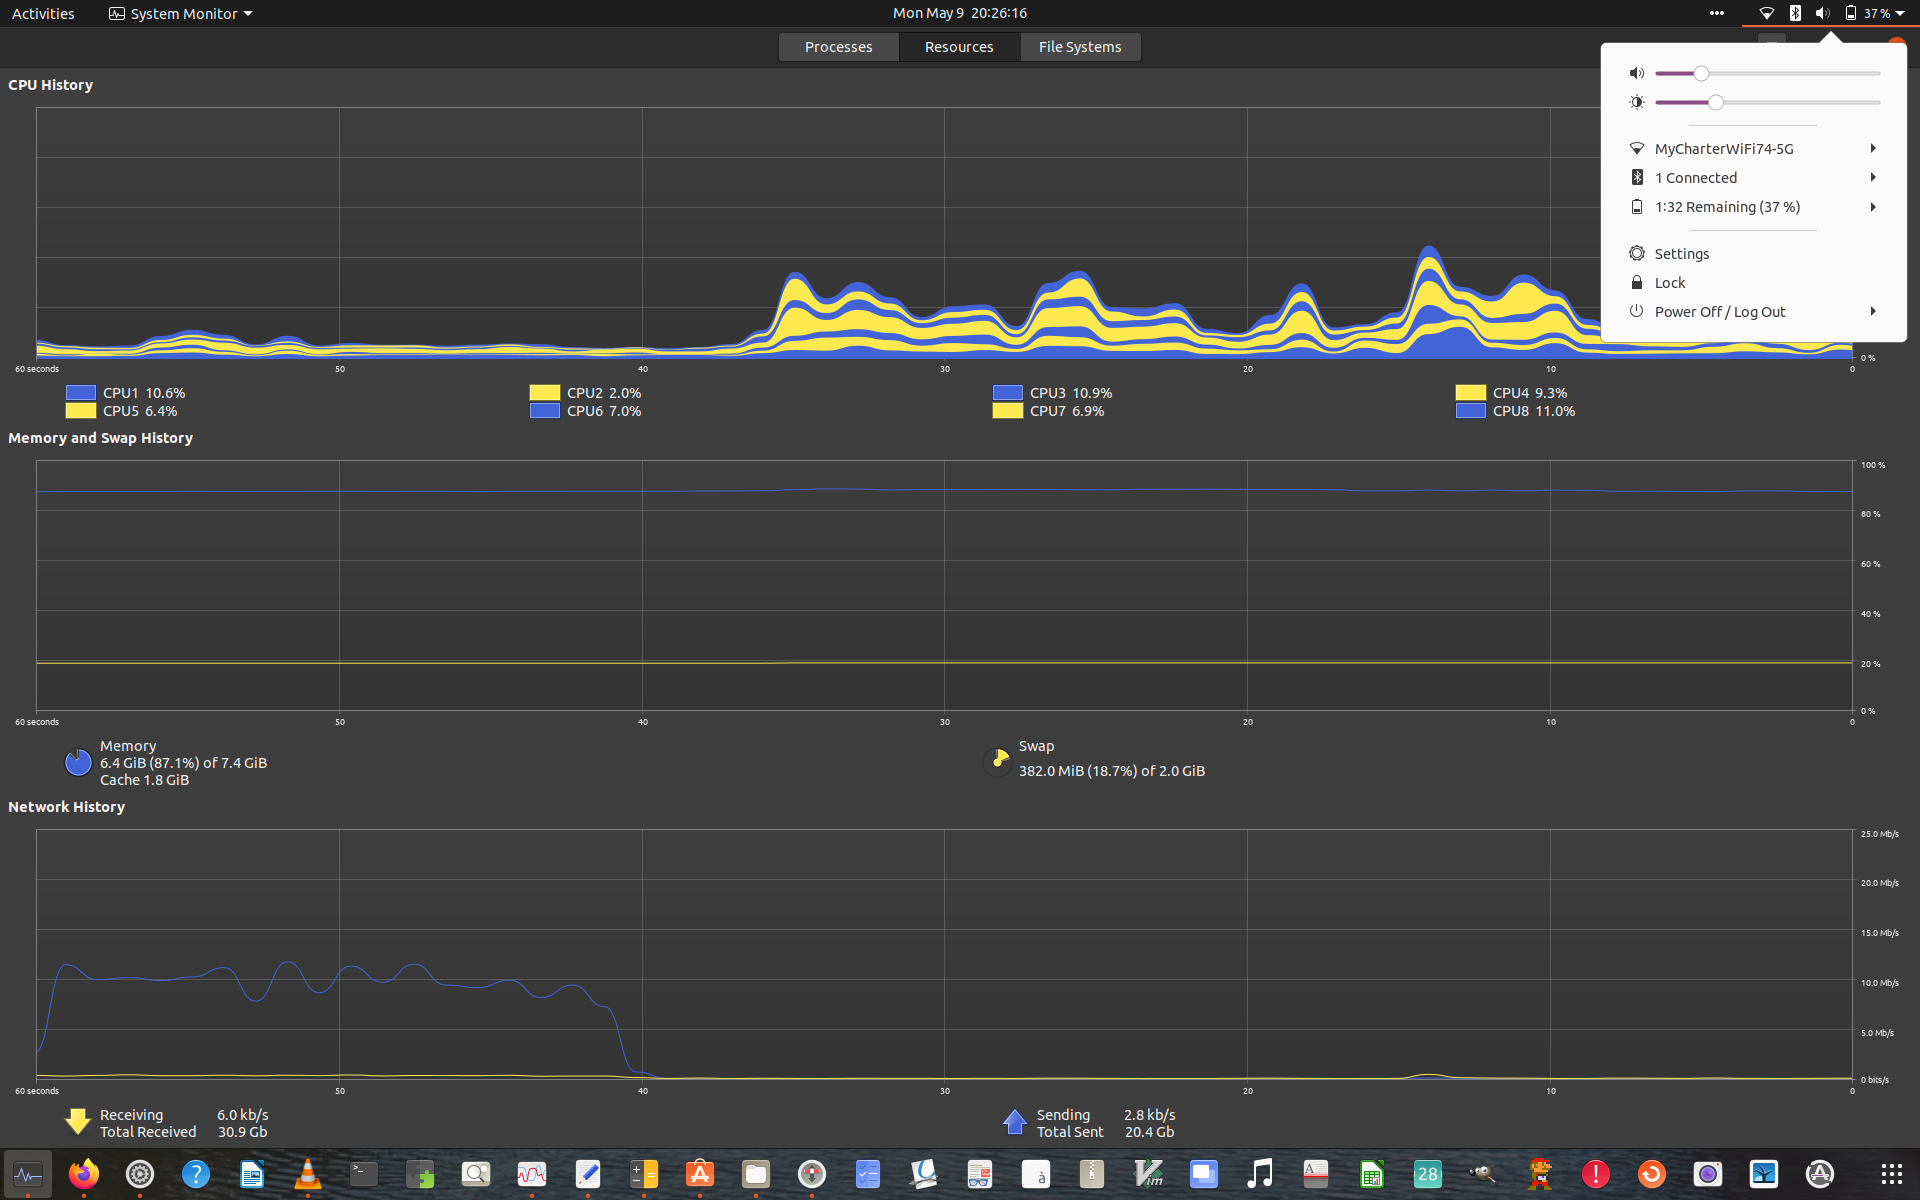 Activities
System Monitor
Mon May 9 20:26:16
37 %
Processes
Resources
File Systems
MyCharterWiFi74-5G
1 Connected
1:32 Remaining (37 %)
Settings
Lock
Power Off / Log Out
CPU History
0 %
60 seconds 50 40 30 20 10 0
CPU1 10.6% CPU2 2.0% CPU3 10.9% CPU4 9.3%
CPU5 6.4% CPU6 7.0% CPU7 6.9% CPU8 11.0%
Memory and Swap History
100 %
80 %
60 %
40 %
20 %
0 %
60 seconds 50 40 30 20 10 0
Memory
6.4 GiB (87.1%) of 7.4 GiB
Cache 1.8 GiB
Swap
382.0 MiB (18.7%) of 2.0 GiB
Network History
25.0 Mb/s
20.0 Mb/s
15.0 Mb/s
10.0 Mb/s
5.0 Mb/s
0 bits/s
60 seconds 50 40 30 20 10 0
Receiving 6.0 kb/s
Total Received 30.9 Gb
Sending 2.8 kb/s
Total Sent 20.4 Gb
?
>_
A
à
Vim
A
28
!